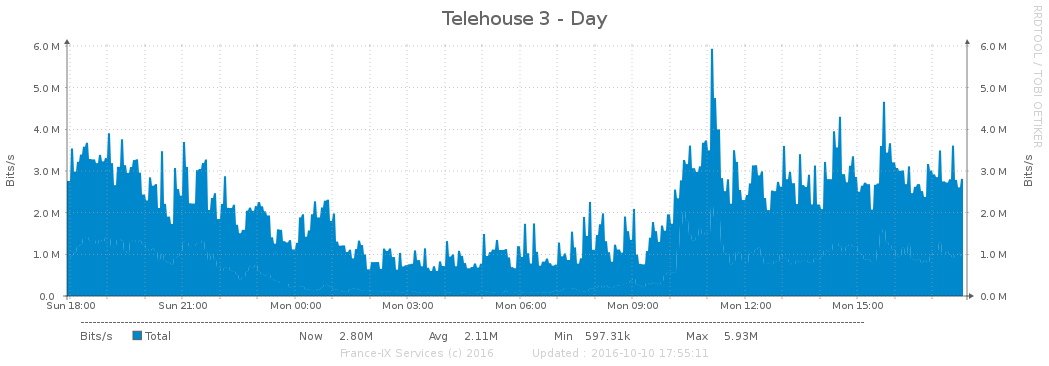 Telehouse 3 - Day
RRDTOOL / TOBI OETIKER
Bits/s
Bits/s
6.0 M 6.0 M
5.0 M 5.0 M
4.0 M 4.0 M
3.0 M 3.0 M
2.0 M 2.0 M
1.0 M 1.0 M
0.0 0.0 M
Sun 18:00 Sun 21:00 Mon 00:00 Mon 03:00 Mon 06:00 Mon 09:00 Mon 12:00 Mon 15:00
Bits/s Total Now 2.80M Avg 2.11M Min 597.31k Max 5.93M
France-IX Services (c) 2016 Updated : 2016-10-10 17:55:11